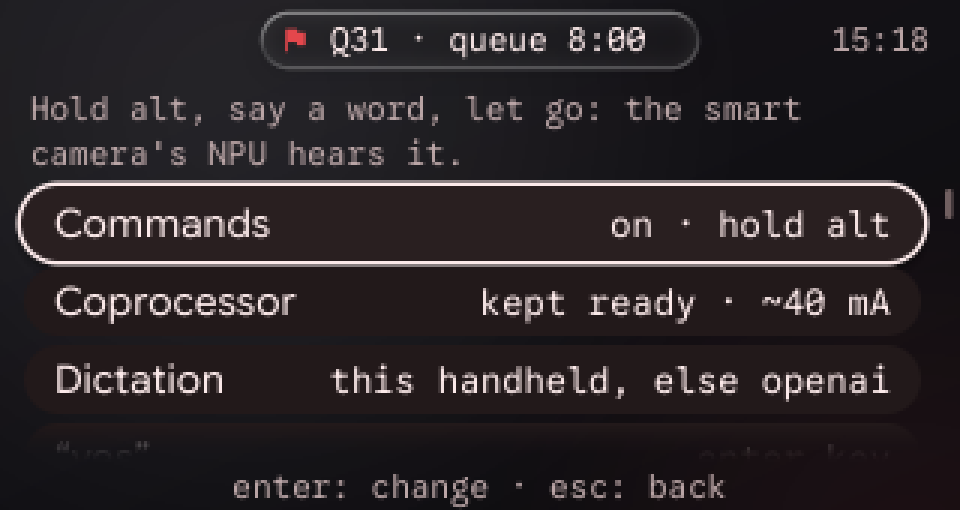 Q31 · queue 8:00
15:18
Hold alt, say a word, let go: the smart
camera's NPU hears it.
Commands on · hold alt
Coprocessor kept ready · ~40 mA
Dictation this handheld, else openai
enter: change · esc: back